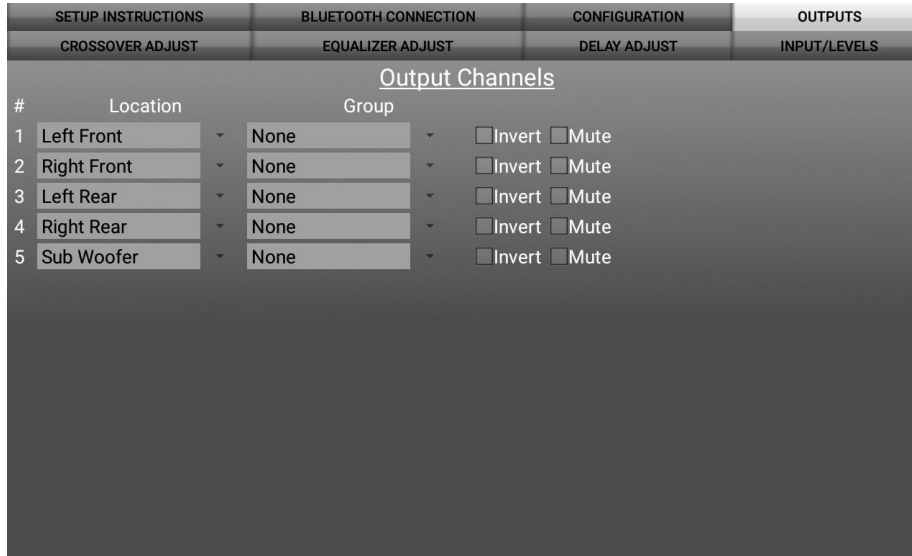 SETUP INSTRUCTIONS BLUETOOTH CONNECTION CONFIGURATION OUTPUTS
CROSSOVER ADJUST EQUALIZER ADJUST DELAY ADJUST INPUT/LEVELS
Output Channels
# Location Group
1 Left Front None Invert Mute
2 Right Front None Invert Mute
3 Left Rear None Invert Mute
4 Right Rear None Invert Mute
5 Sub Woofer None Invert Mute